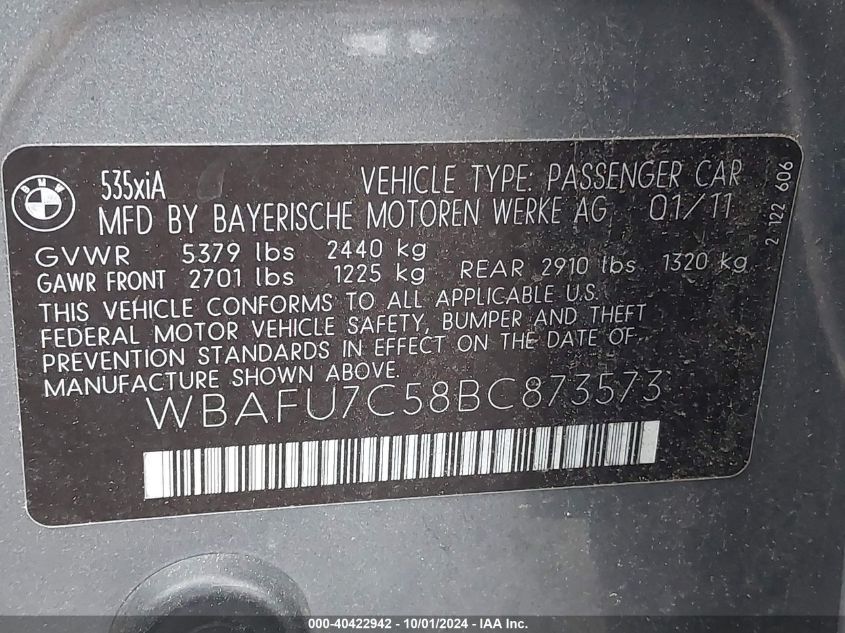 BMW
535xiA VEHICLE TYPE: PASSENGER CAR
MFD BY BAYERISCHE MOTOREN WERKE AG 01/11
GVWR 5379 lbs 2440 kg
GAWR FRONT 2701 lbs 1225 kg REAR 2910 lbs 1320 kg
THIS VEHICLE CONFORMS TO ALL APPLICABLE U.S.
FEDERAL MOTOR VEHICLE SAFETY, BUMPER AND THEFT
PREVENTION STANDARDS IN EFFECT ON THE DATE OF
MANUFACTURE SHOWN ABOVE.
WBAFU7C58BC873573
2 122 606
000-40422942 - 10/01/2024 - IAA Inc.